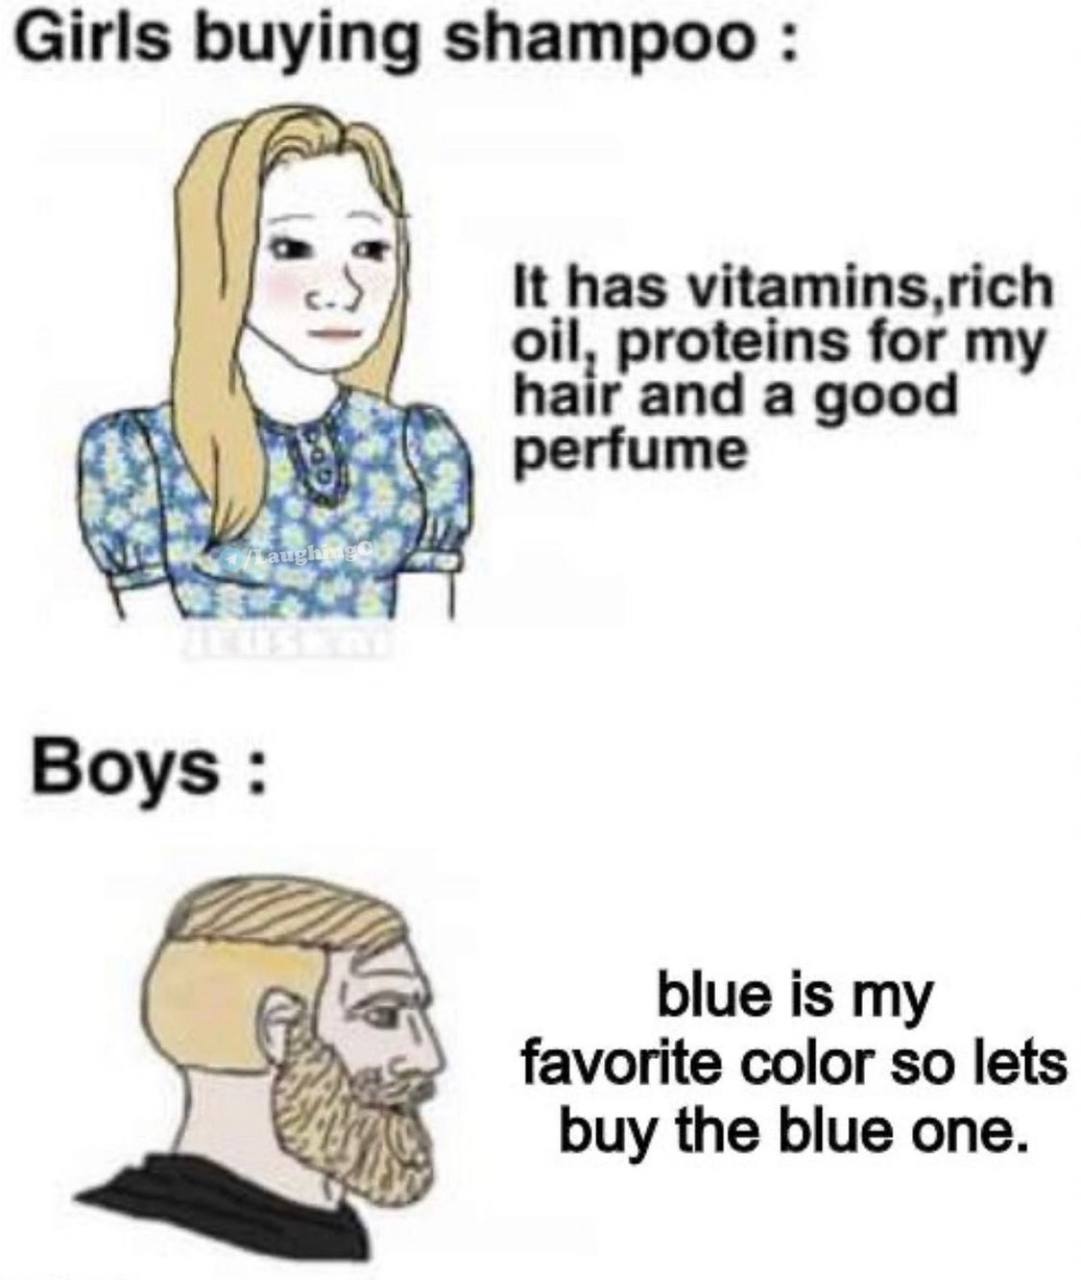 Girls buying shampoo :
It has vitamins,rich
oil, proteins for my
hair and a good
perfume
/Laughing
Boys :
blue is my
favorite color so lets
buy the blue one.